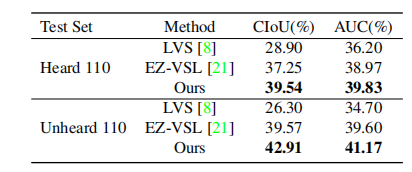 Test Set Method CIoU(%) AUC(%)
LVS [8] 28.90 36.20
Heard 110 EZ-VSL [21] 37.25 38.97
Ours 39.54 39.83
LVS [8] 26.30 34.70
Unheard 110 EZ-VSL [21] 39.57 39.60
Ours 42.91 41.17